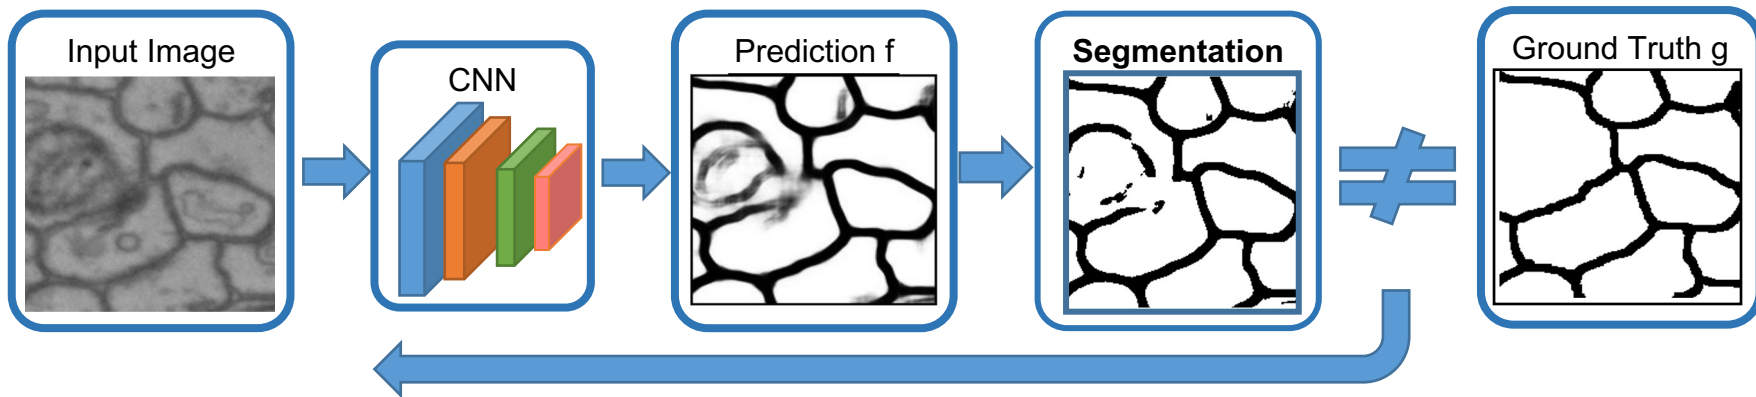 Input Image
CNN
Prediction f
Segmentation
Ground Truth g